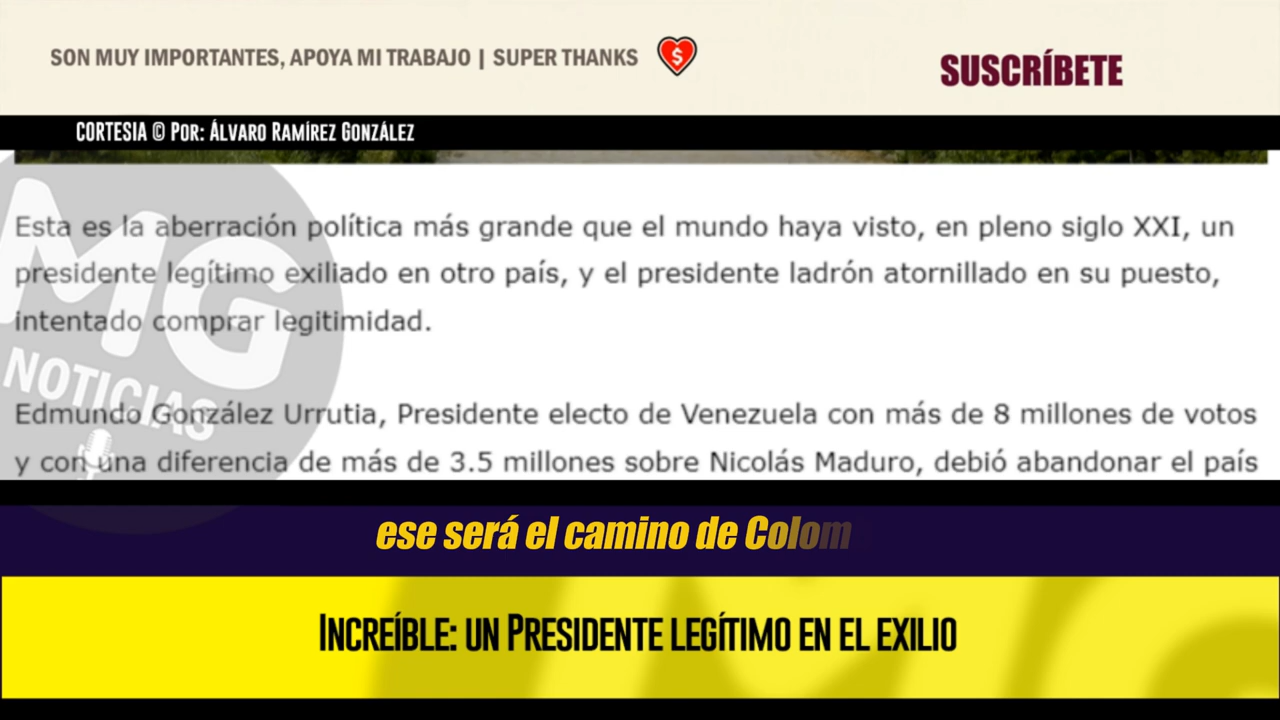 SON MUY IMPORTANTES, APOYA MI TRABAJO | SUPER THANKS
SUSCRÍBETE
CORTESIA © POR: ÁLVARO RAMÍREZ GONZÁLEZ
Esta es la aberración política más grande que el mundo haya visto, en pleno siglo XXI, un
presidente legítimo exiliado en otro país, y el presidente ladrón atornillado en su puesto,
intentado comprar legitimidad.
MG
NOTICIAS
Edmundo González Urrutia, Presidente electo de Venezuela con más de 8 millones de votos
y con una diferencia de más de 3.5 millones sobre Nicolás Maduro, debió abandonar el país
ese será el camino de Colom
INCREÍBLE: UN PRESIDENTE LEGÍTIMO EN EL EXILIO